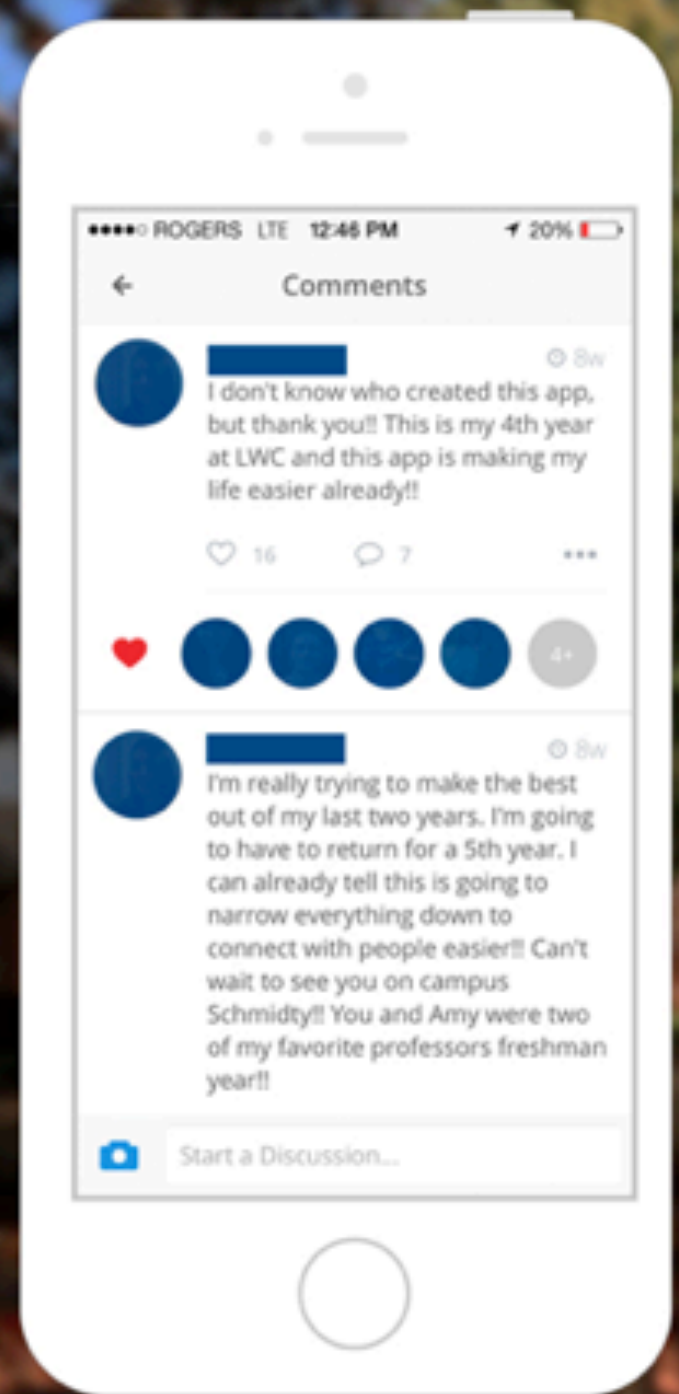 ROGERS LTE 12:46 PM 20%
Comments
8w
I don't know who created this app,
but thank you!! This is my 4th year
at LWC and this app is making my
life easier already!!
16 7
4+
8w
I'm really trying to make the best
out of my last two years. I'm going
to have to return for a 5th year. I
can already tell this is going to
narrow everything down to
connect with people easier!! Can't
wait to see you on campus
Schmidty!! You and Amy were two
of my favorite professors freshman
year!!
Start a Discussion...